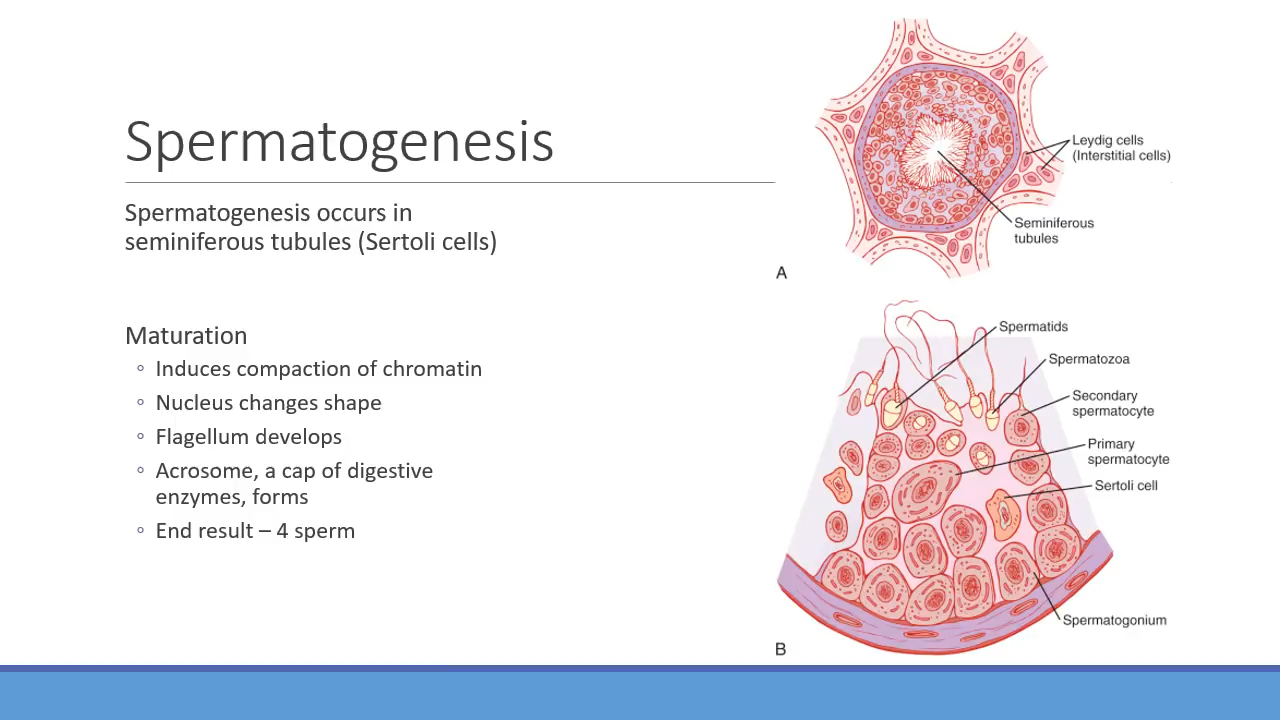 Spermatogenesis
Spermatogenesis occurs in
seminiferous tubules (Sertoli cells)
Maturation
◦ Induces compaction of chromatin
◦ Nucleus changes shape
◦ Flagellum develops
◦ Acrosome, a cap of digestive
enzymes, forms
◦ End result – 4 sperm
Leydig cells
(Interstitial cells)
Seminiferous
tubules
A
Spermatids
Spermatozoa
Secondary
spermatocyte
Primary
spermatocyte
Sertoli cell
Spermatogonium
B